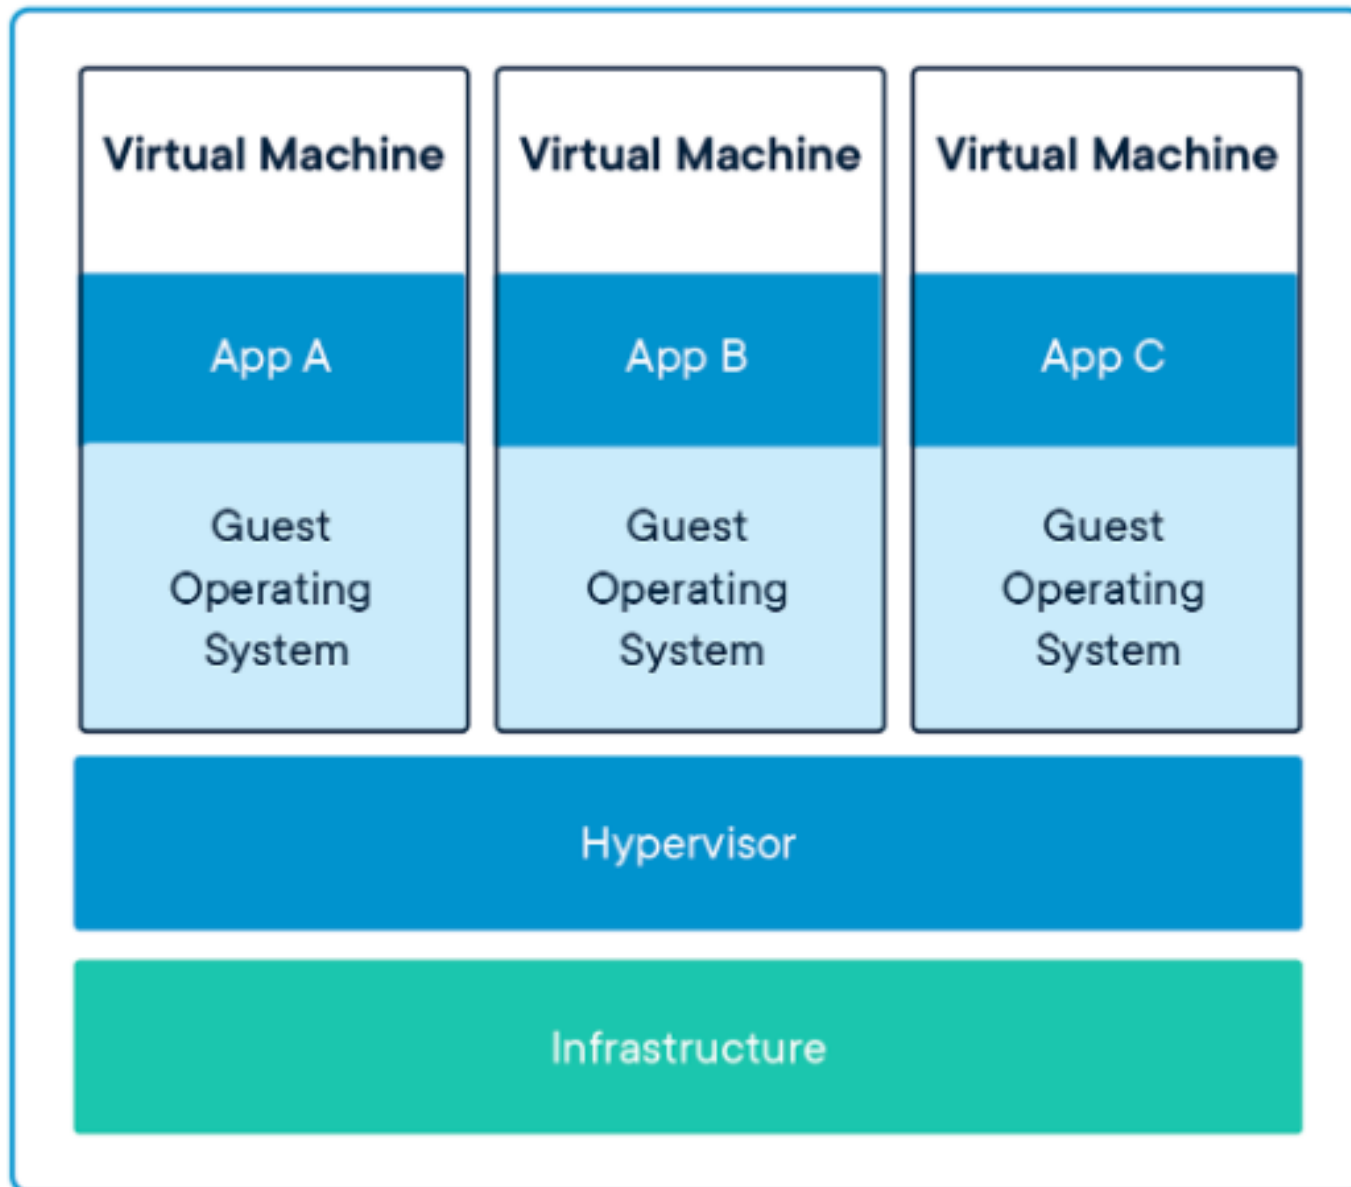 Virtual Machine
Virtual Machine
Virtual Machine
App A
App B
App C
Guest
Operating
System
Guest
Operating
System
Guest
Operating
System
Hypervisor
Infrastructure